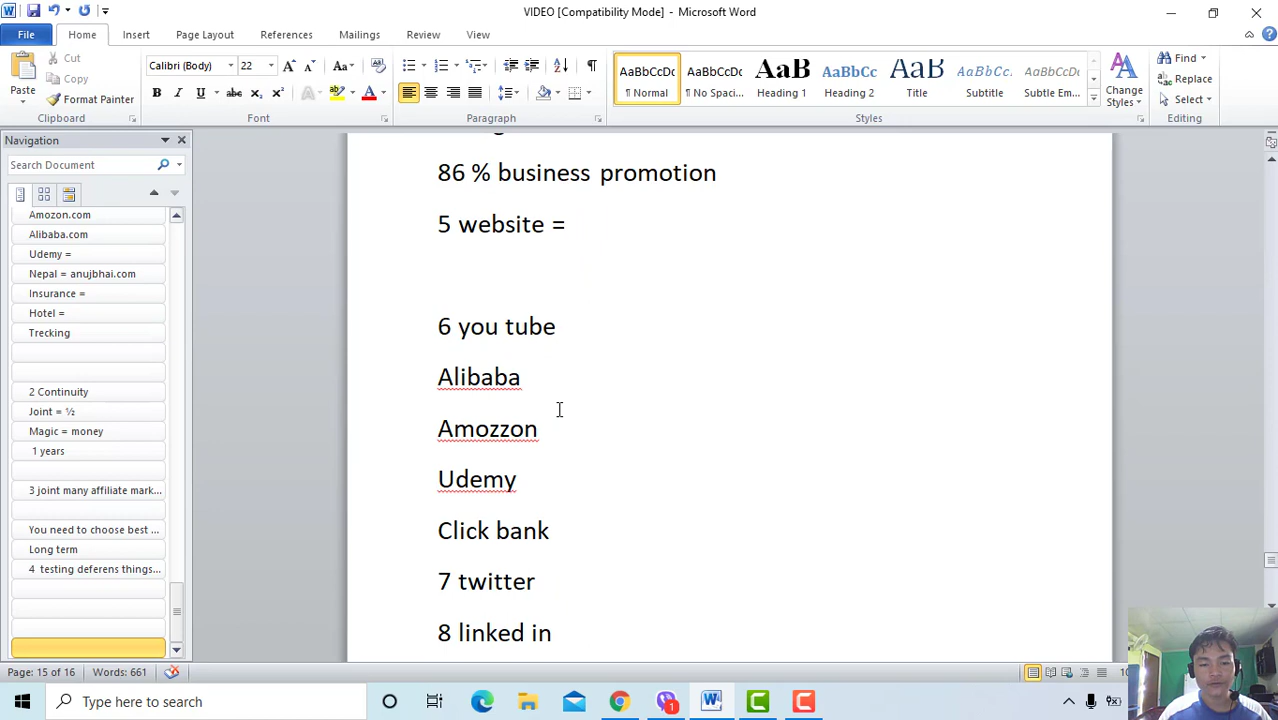 VIDEO [Compatibility Mode] - Microsoft Word
File Home Insert Page Layout References Mailings Review View
Paste
Cut
Copy
Format Painter
Clipboard
Calibri (Body) 22
Font
Paragraph
AaBbCcDc AaBbCcDc AaB AaBbCc AaB AaBbCc AaBbCcDc
¶ Normal ¶ No Spaci... Heading 1 Heading 2 Title Subtitle Subtle Em...
Change Styles
Styles
Find
Replace
Select
Editing
Navigation
Search Document
Amozon.com
Alibaba.com
Udemy =
Nepal = anujbhai.com
Insurance =
Hotel =
Trecking
2 Continuity
Joint = ½
Magic = money
1 years
3 joint many affiliate mark...
You need to choose best ...
Long term
4 testing deferens things...
86 % business promotion
5 website =
6 you tube
Alibaba
Amozzon
Udemy
Click bank
7 twitter
8 linked in
Page: 15 of 16 Words: 661
Type here to search